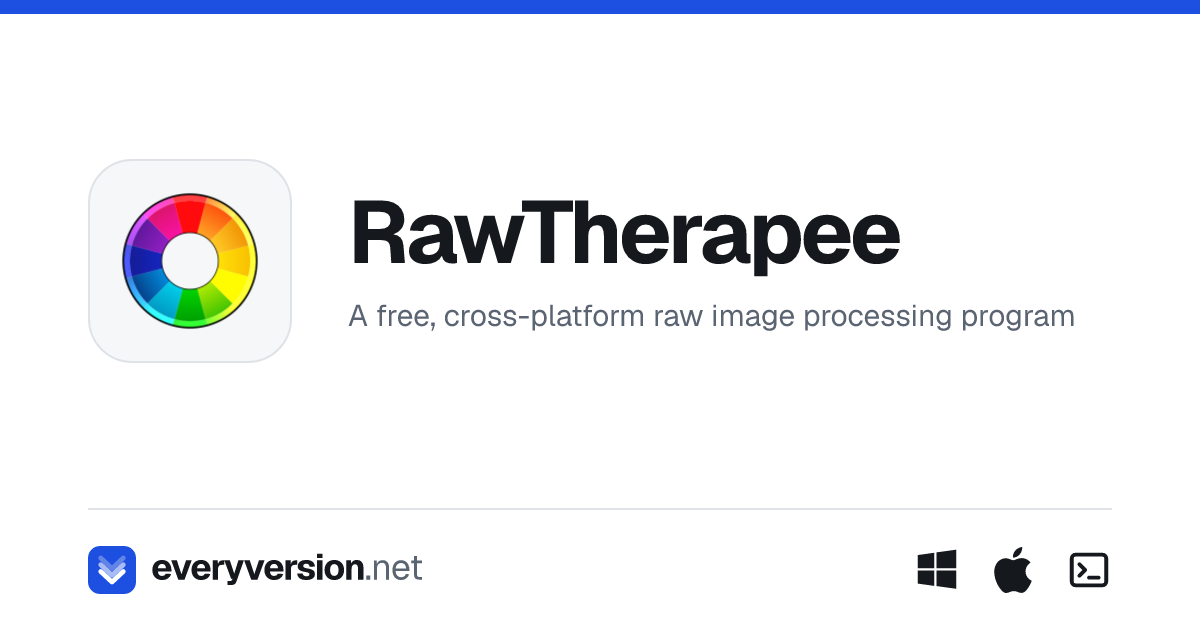 RawTherapee
A free, cross-platform raw image processing program
everyversion.net